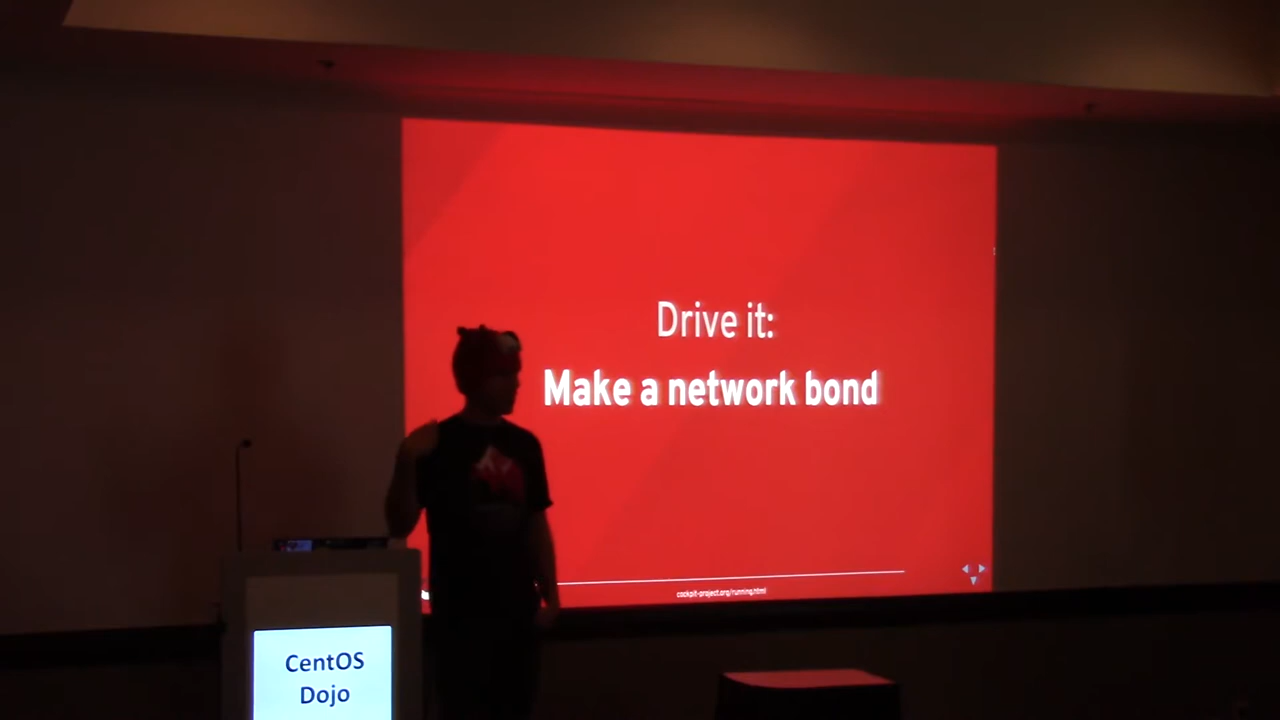 Drive it:
Make a network bond
cockpit-project.org/running.html
CentOS
Dojo